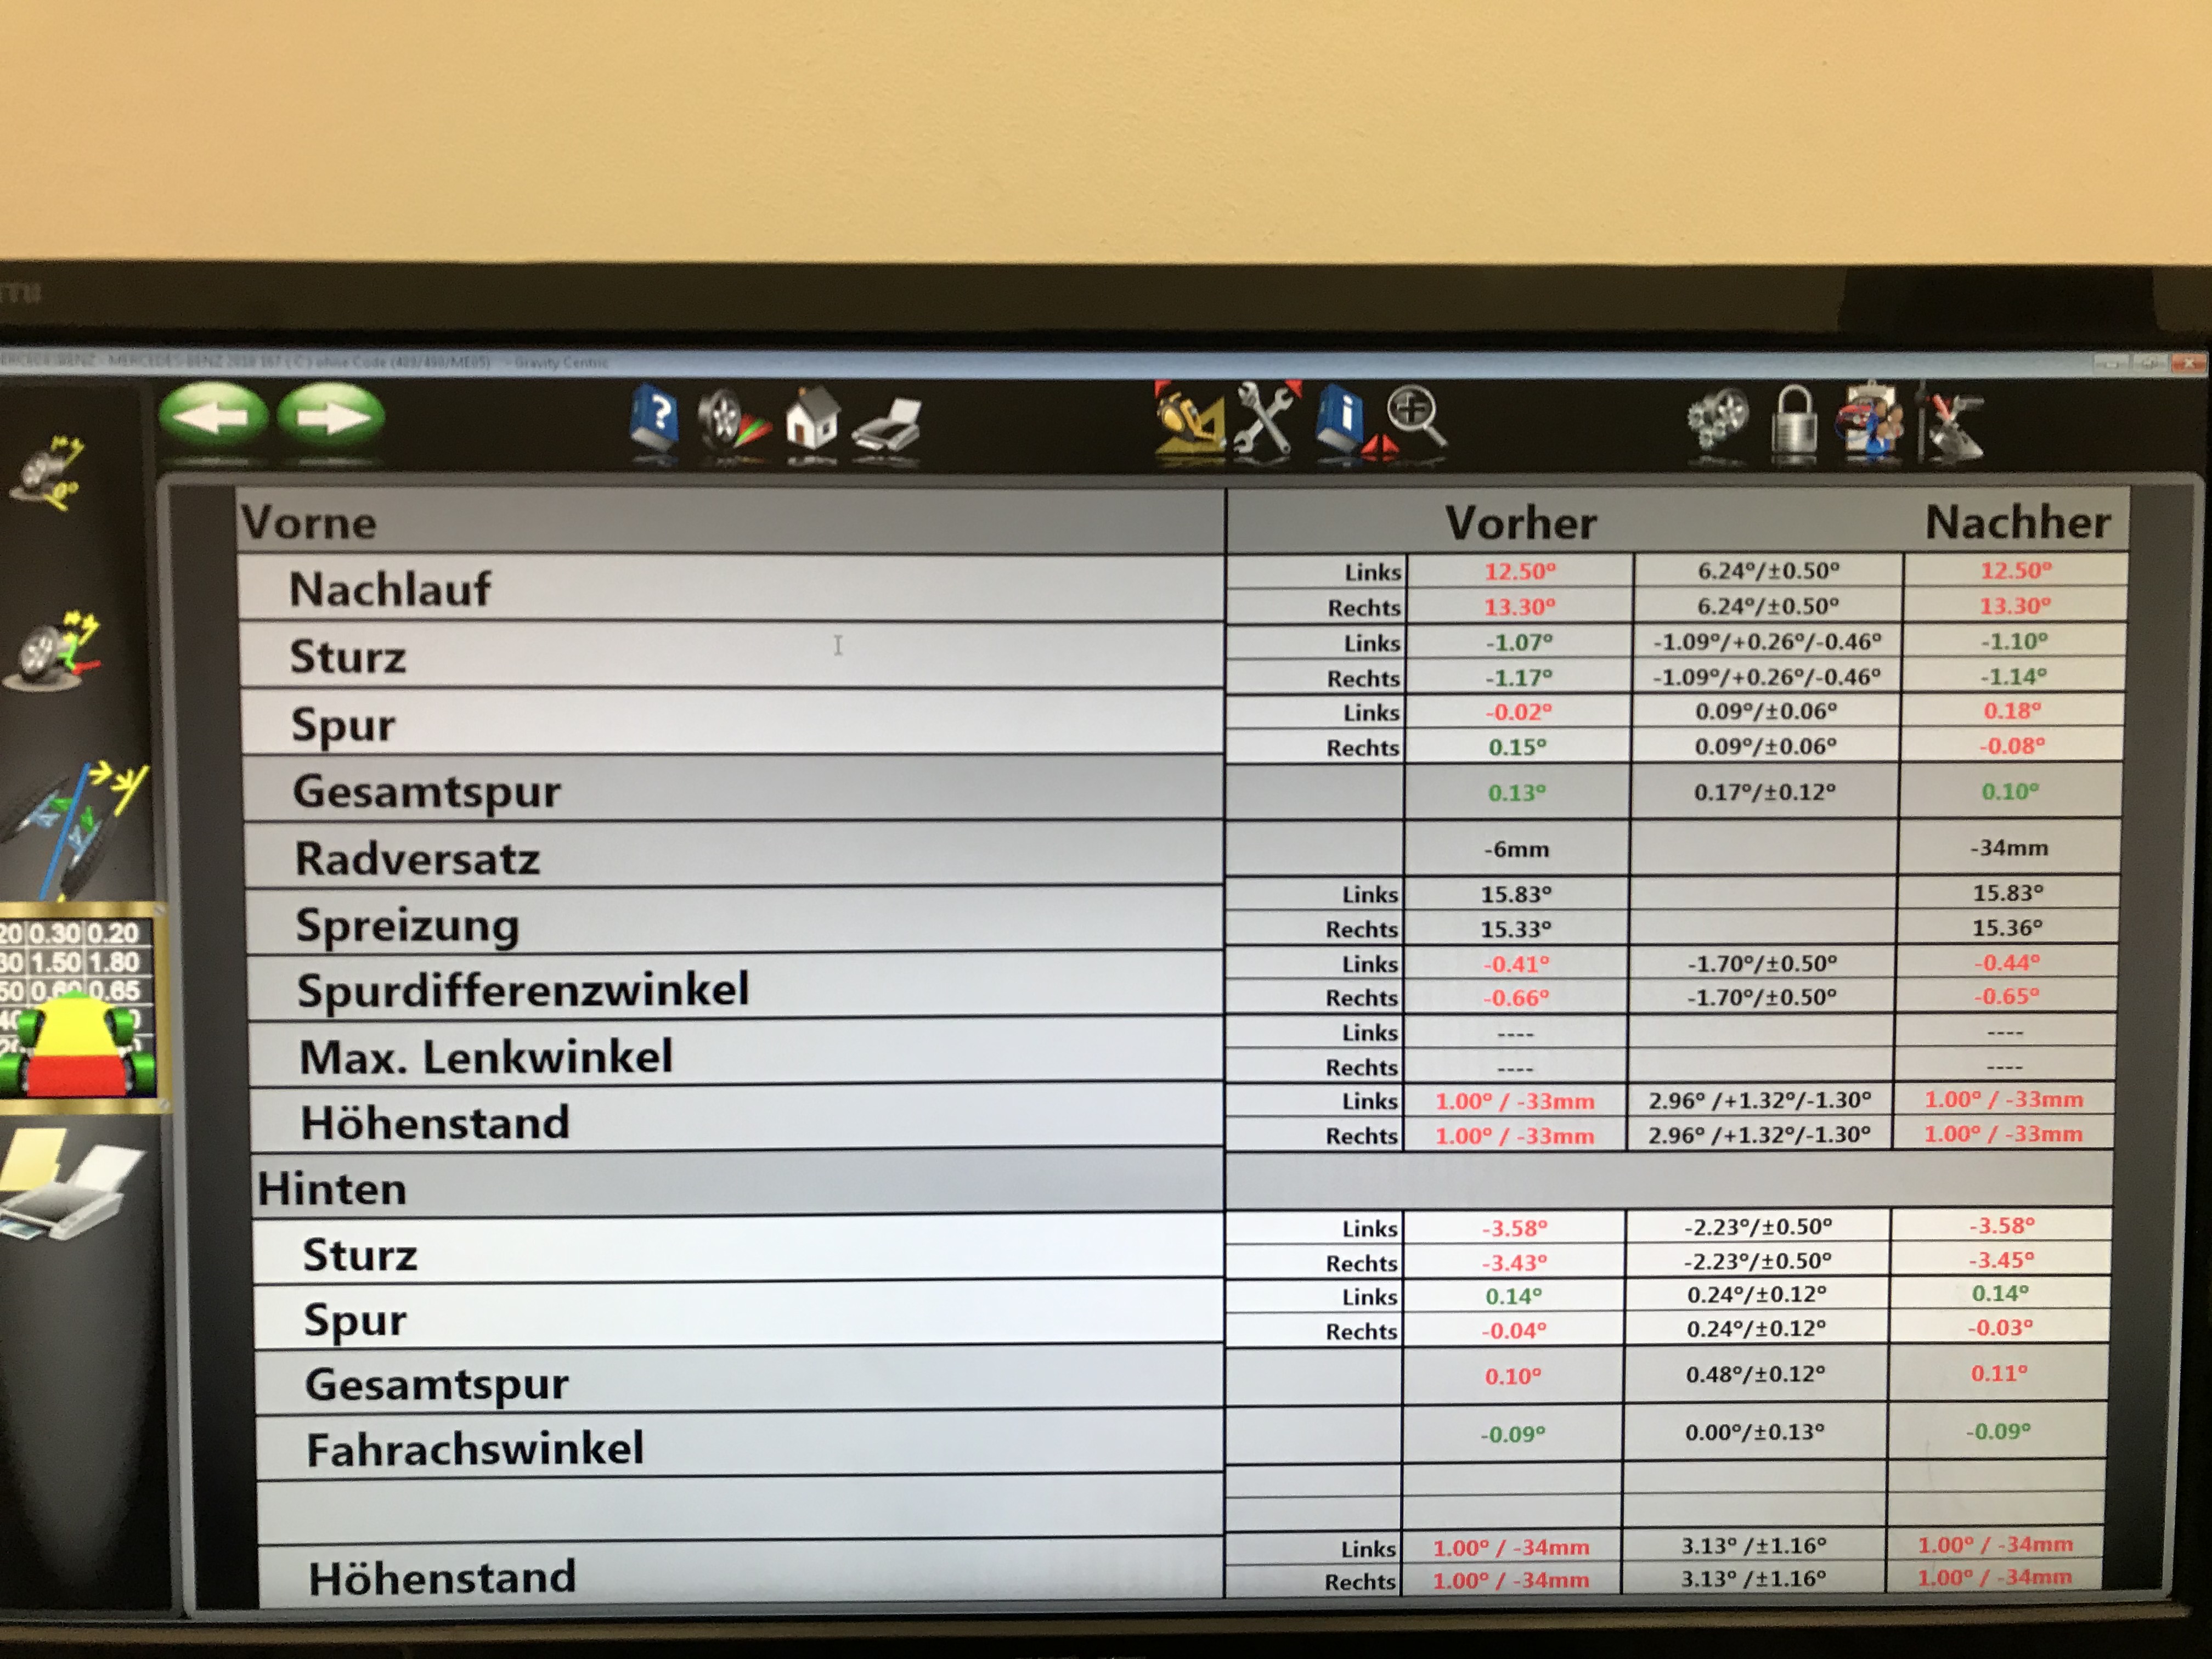 MERCEDES-BENZ 2018 167 (C) ohne Code (489/490/ME05) - Gravity Centric
Vorne Vorher Nachher
Nachlauf Links 12.50° 6.24°/±0.50° 12.50°
Rechts 13.30° 6.24°/±0.50° 13.30°
Sturz Links -1.07° -1.09°/+0.26°/-0.46° -1.10°
Rechts -1.17° -1.09°/+0.26°/-0.46° -1.14°
Spur Links -0.02° 0.09°/±0.06° 0.18°
Rechts 0.15° 0.09°/±0.06° -0.08°
Gesamtspur 0.13° 0.17°/±0.12° 0.10°
Radversatz -6mm -34mm
Spreizung Links 15.83° 15.83°
Rechts 15.33° 15.36°
Spurdifferenzwinkel Links -0.41° -1.70°/±0.50° -0.44°
Rechts -0.66° -1.70°/±0.50° -0.65°
Max. Lenkwinkel Links ---- ----
Rechts ---- ----
Höhenstand Links 1.00° / -33mm 2.96° /+1.32°/-1.30° 1.00° / -33mm
Rechts 1.00° / -33mm 2.96° /+1.32°/-1.30° 1.00° / -33mm
Hinten
Sturz Links -3.58° -2.23°/±0.50° -3.58°
Rechts -3.43° -2.23°/±0.50° -3.45°
Spur Links 0.14° 0.24°/±0.12° 0.14°
Rechts -0.04° 0.24°/±0.12° -0.03°
Gesamtspur 0.10° 0.48°/±0.12° 0.11°
Fahrachswinkel -0.09° 0.00°/±0.13° -0.09°
Höhenstand Links 1.00° / -34mm 3.13° /±1.16° 1.00° / -34mm
Rechts 1.00° / -34mm 3.13° /±1.16° 1.00° / -34mm
20 0.30 0.20
30 1.50 1.80
50 0.60 0.65